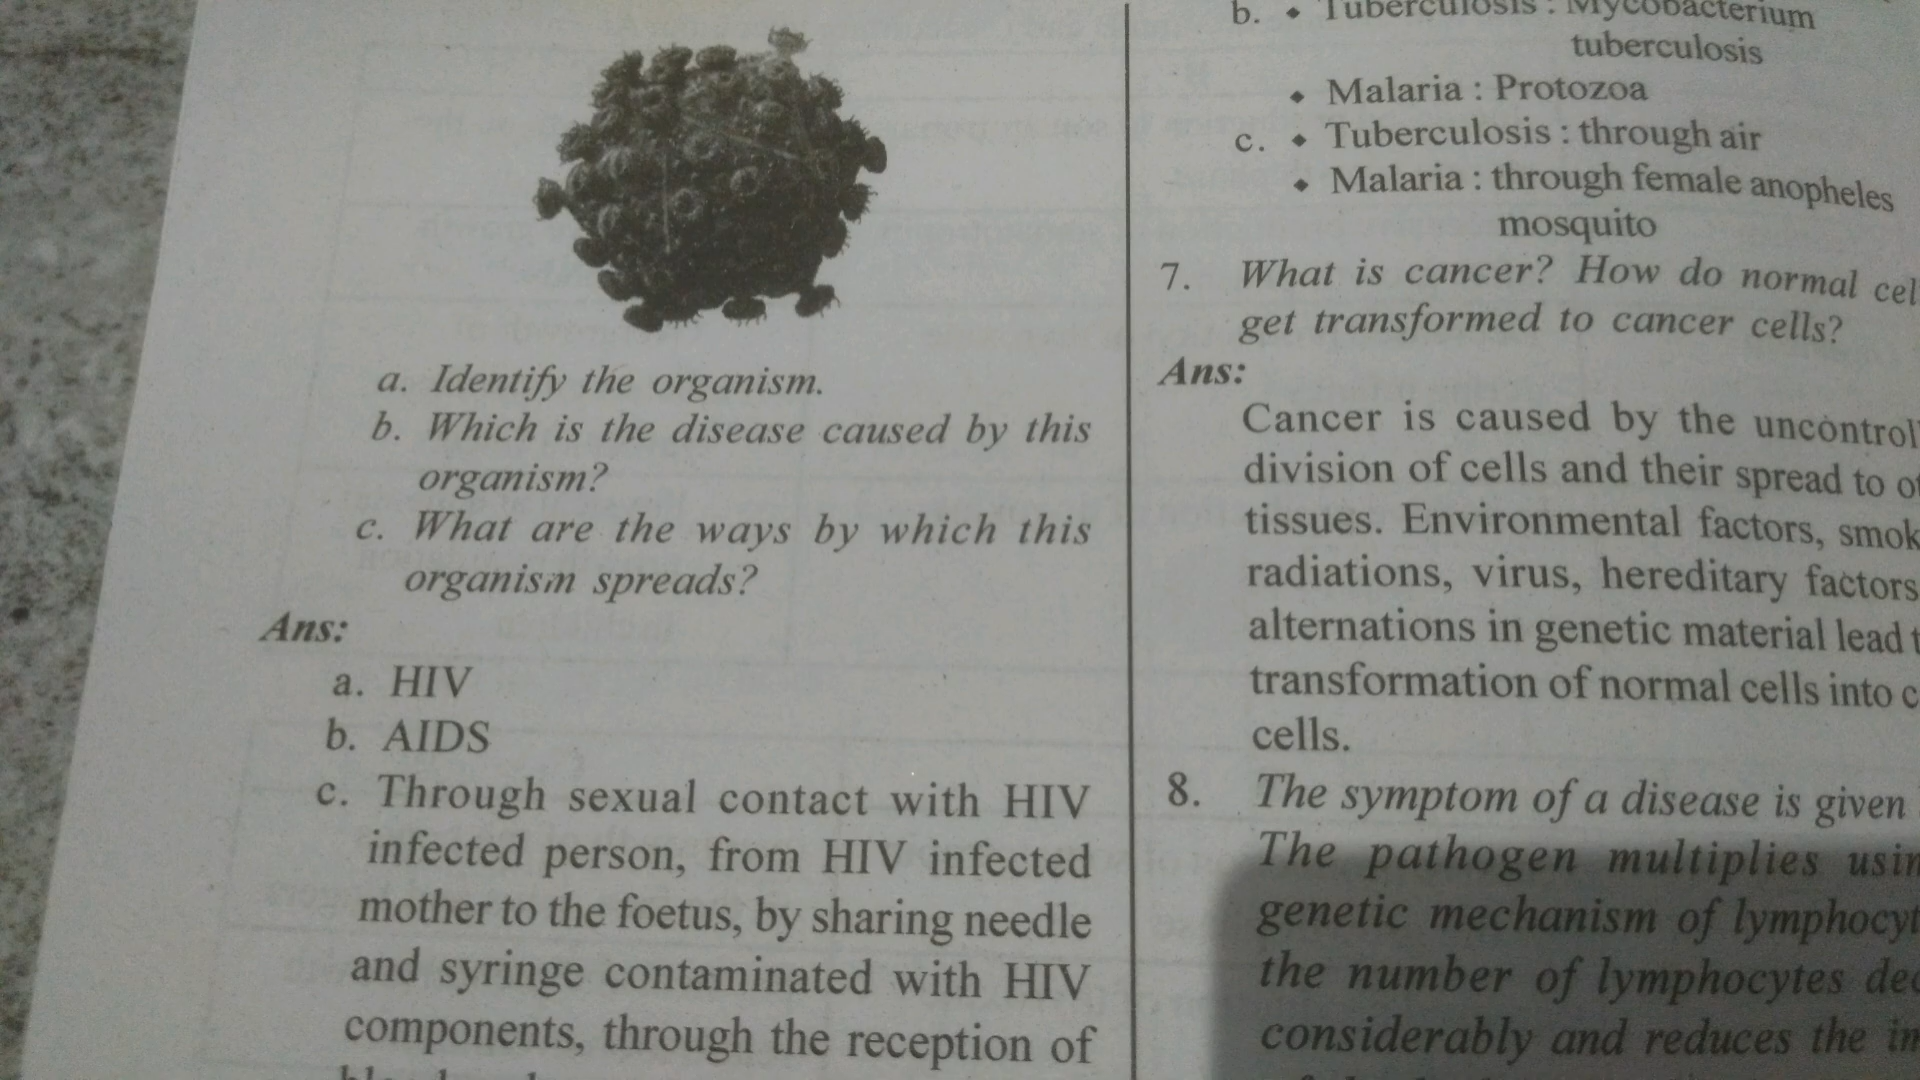 a. Identify the organism.
b. Which is the disease caused by this
organism?
c. What are the ways by which this
organism spreads?
Ans:
a. HIV
b. AIDS
c. Through sexual contact with HIV
infected person, from HIV infected
mother to the foetus, by sharing needle
and syringe contaminated with HIV
components, through the reception of
b. • Tuberculosis : Mycobacterium
tuberculosis
• Malaria : Protozoa
c. • Tuberculosis : through air
• Malaria : through female anopheles
mosquito
7. What is cancer? How do normal cel
get transformed to cancer cells?
Ans:
Cancer is caused by the uncontrol
division of cells and their spread to
tissues. Environmental factors, smok
radiations, virus, hereditary factors
alternations in genetic material lead
transformation of normal cells into c
cells.
8. The symptom of a disease is given
The pathogen multiplies usin
genetic mechanism of lymphocyt
the number of lymphocytes dec
considerably and reduces the in